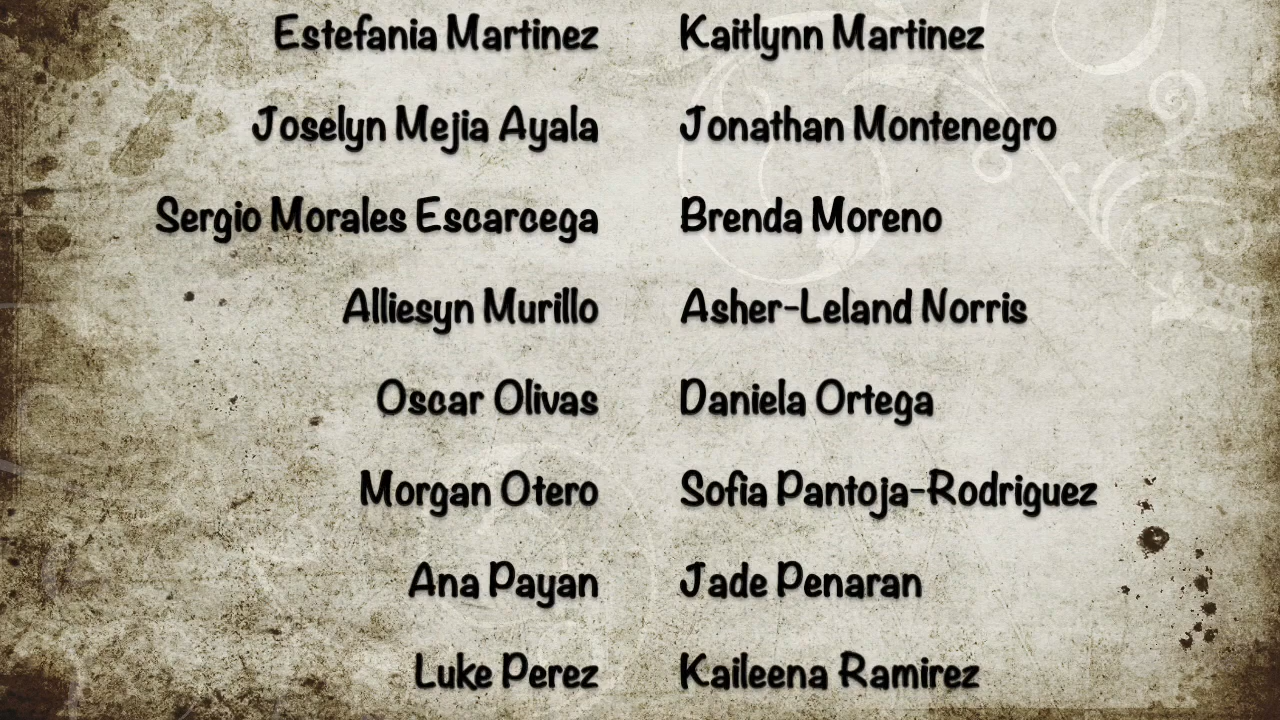 Estefania Martinez Kaitlynn Martinez
Joselyn Mejia Ayala Jonathan Montenegro
Sergio Morales Escarcega Brenda Moreno
Alliesyn Murillo Asher-Leland Norris
Oscar Olivas Daniela Ortega
Morgan Otero Sofia Pantoja-Rodriguez
Ana Payan Jade Penaran
Luke Perez Kaileena Ramirez